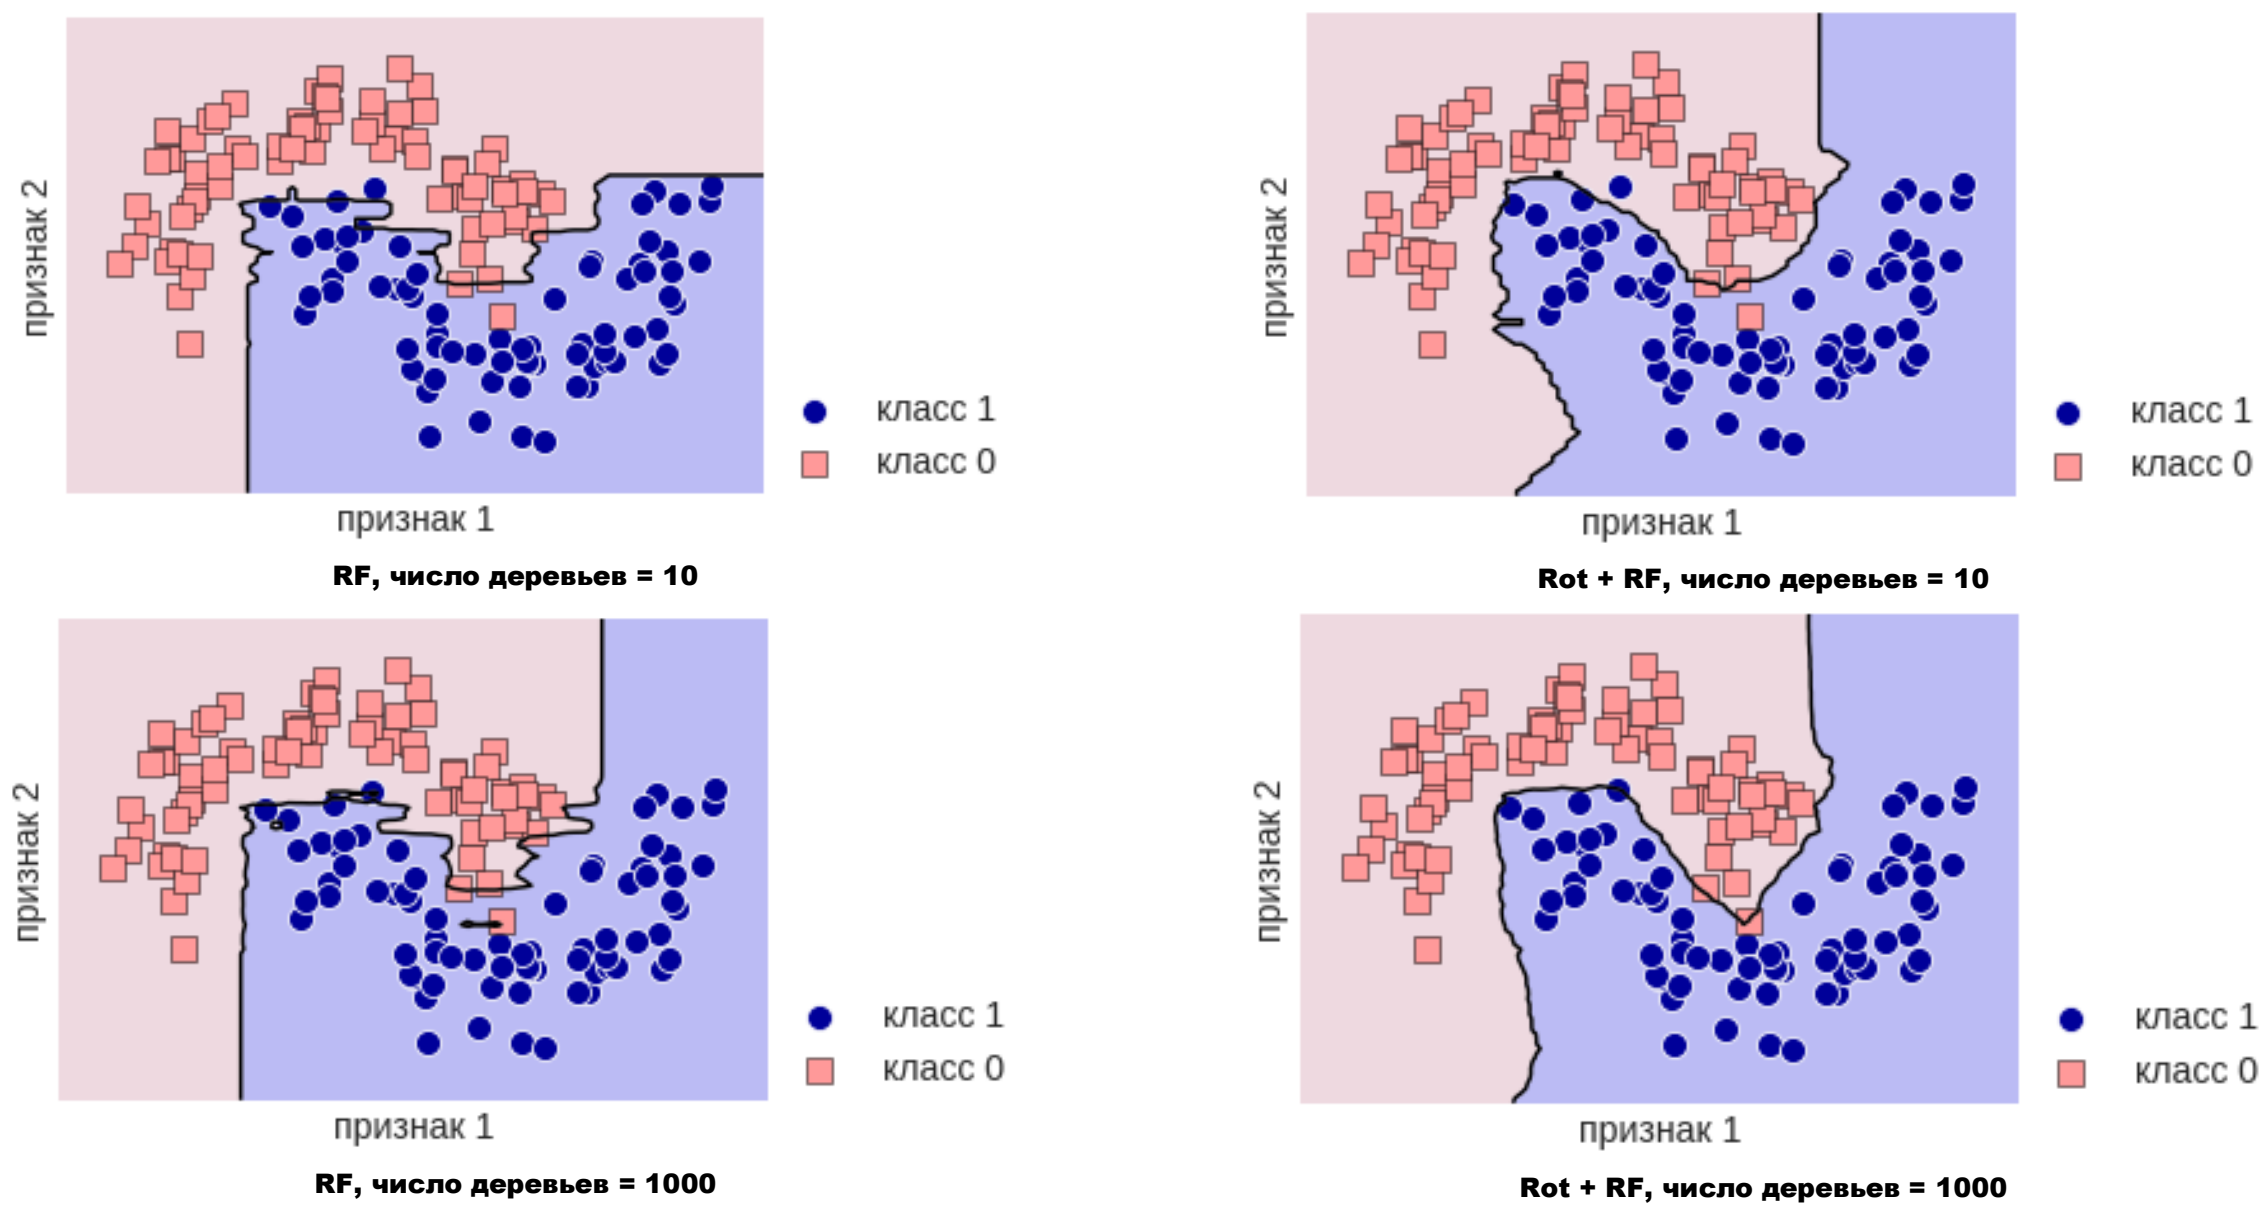 признак 2
класс 1
класс 0
признак 1
RF, число деревьев = 10
признак 2
класс 1
класс 0
признак 1
Rot + RF, число деревьев = 10
признак 2
класс 1
класс 0
признак 1
RF, число деревьев = 1000
признак 2
класс 1
класс 0
признак 1
Rot + RF, число деревьев = 1000